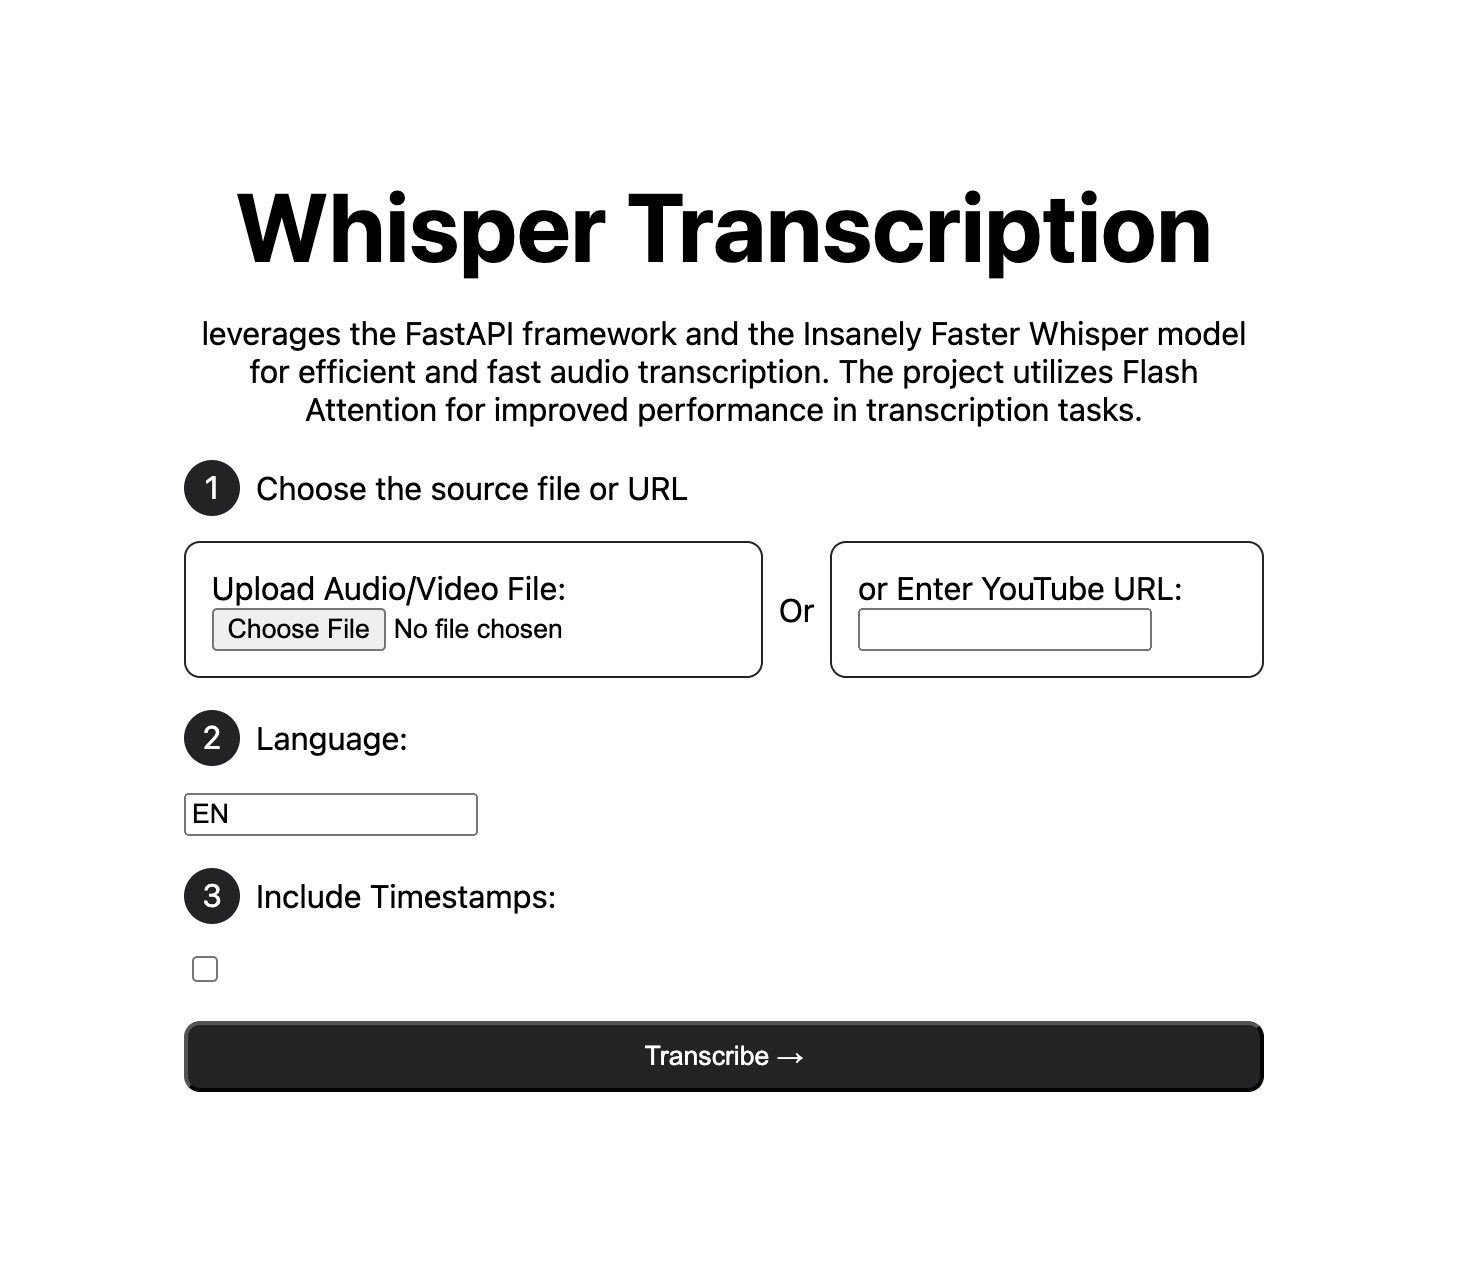 Whisper Transcription
leverages the FastAPI framework and the Insanely Faster Whisper model
for efficient and fast audio transcription. The project utilizes Flash
Attention for improved performance in transcription tasks.
1 Choose the source file or URL
Upload Audio/Video File:
Choose File No file chosen
Or
or Enter YouTube URL:
2 Language:
EN
3 Include Timestamps:
Transcribe →